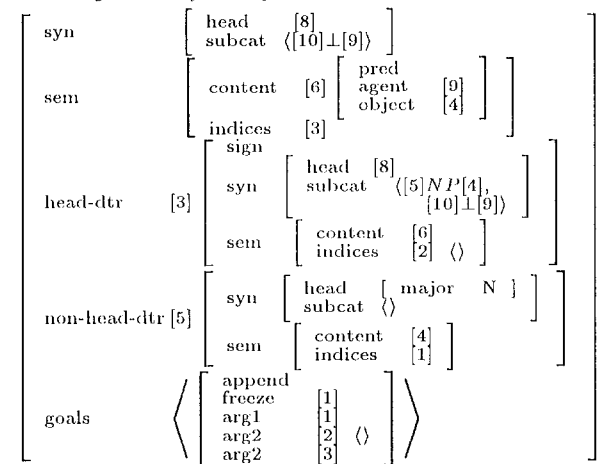 syn head [8]
subcat ⟨[10]⊥[9]⟩
sem content [6] pred
agent [9]
object [4]
indices [3]
head-dtr [3] sign
syn head [8]
subcat ⟨[5]NP[4],
[10]⊥[9]⟩
sem content [6]
indices [2] ⟨⟩
non-head-dtr [5] syn head [ major N ]
subcat ⟨⟩
sem content [4]
indices [1]
goals ⟨ append
freeze [1]
arg1 [1]
arg2 [2] ⟨⟩
arg2 [3] ⟩